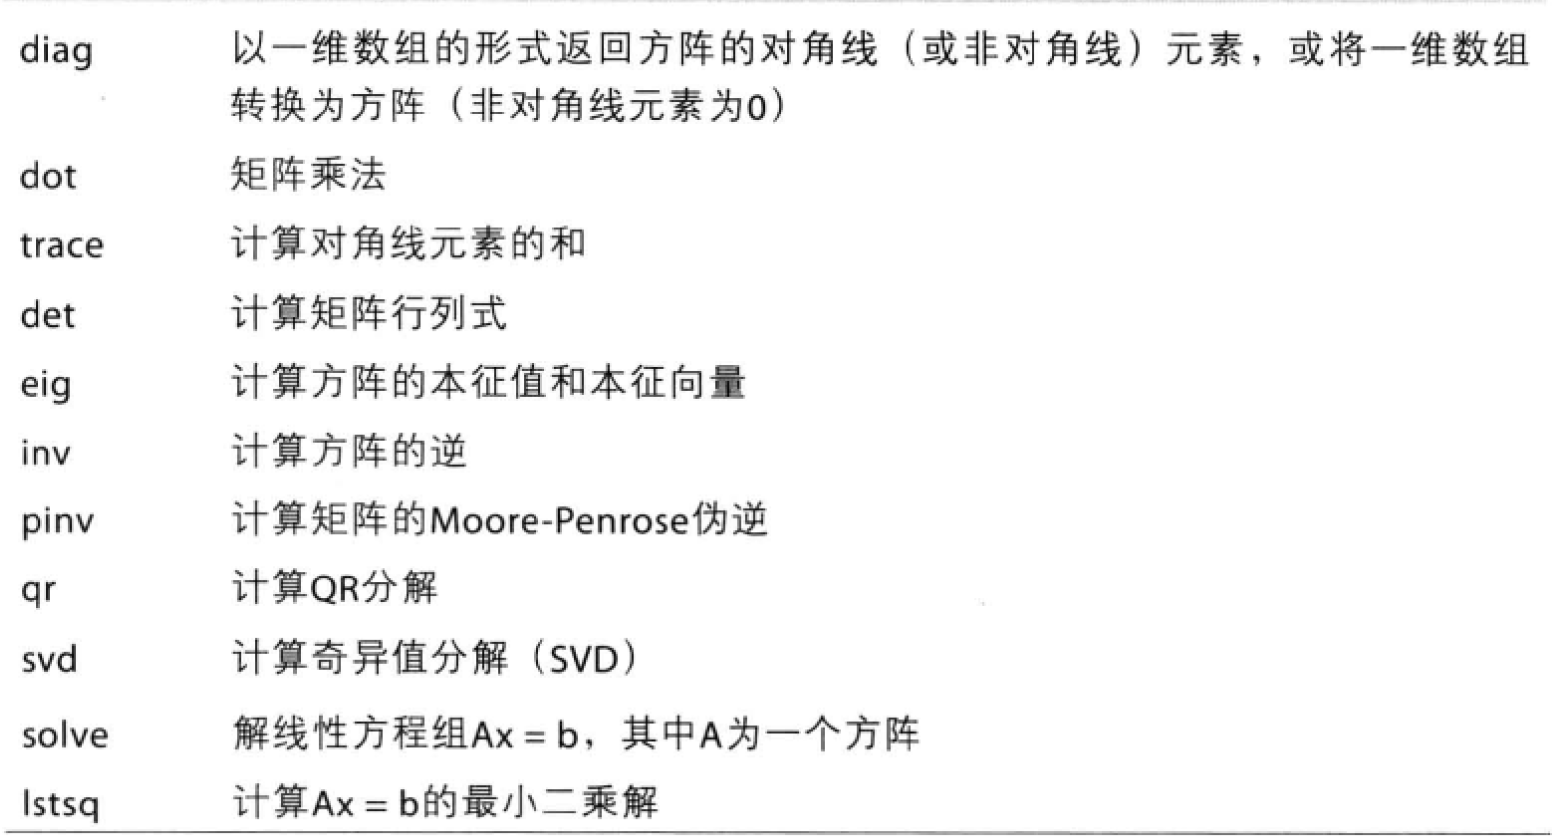 diag 以一维数组的形式返回方阵的对角线（或非对角线）元素，或将一维数组
转换为方阵（非对角线元素为0）
dot 矩阵乘法
trace 计算对角线元素的和
det 计算矩阵行列式
eig 计算方阵的本征值和本征向量
inv 计算方阵的逆
pinv 计算矩阵的Moore-Penrose伪逆
qr 计算QR分解
svd 计算奇异值分解（SVD）
solve 解线性方程组Ax = b，其中A为一个方阵
lstsq 计算Ax = b的最小二乘解